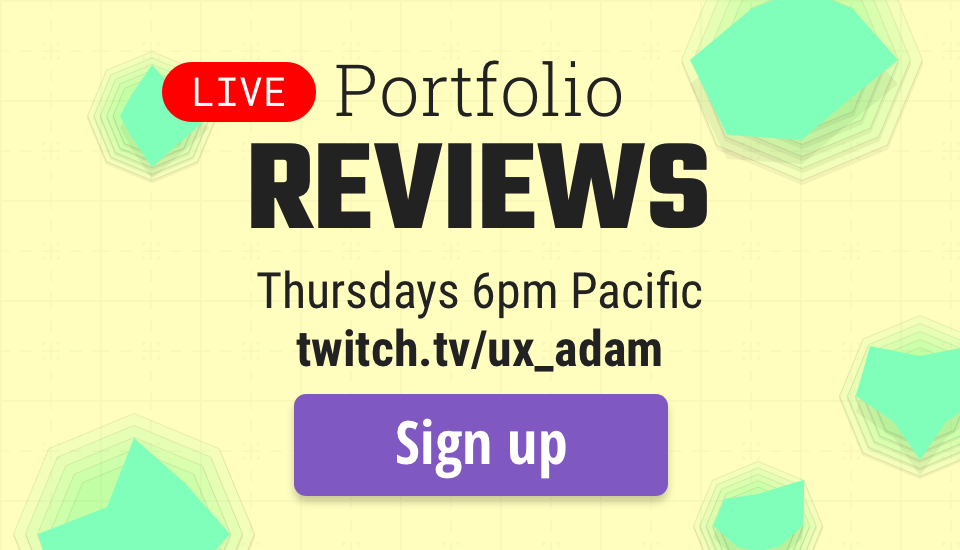 LIVE Portfolio
REVIEWS
Thursdays 6pm Pacific
twitch.tv/ux_adam
Sign up